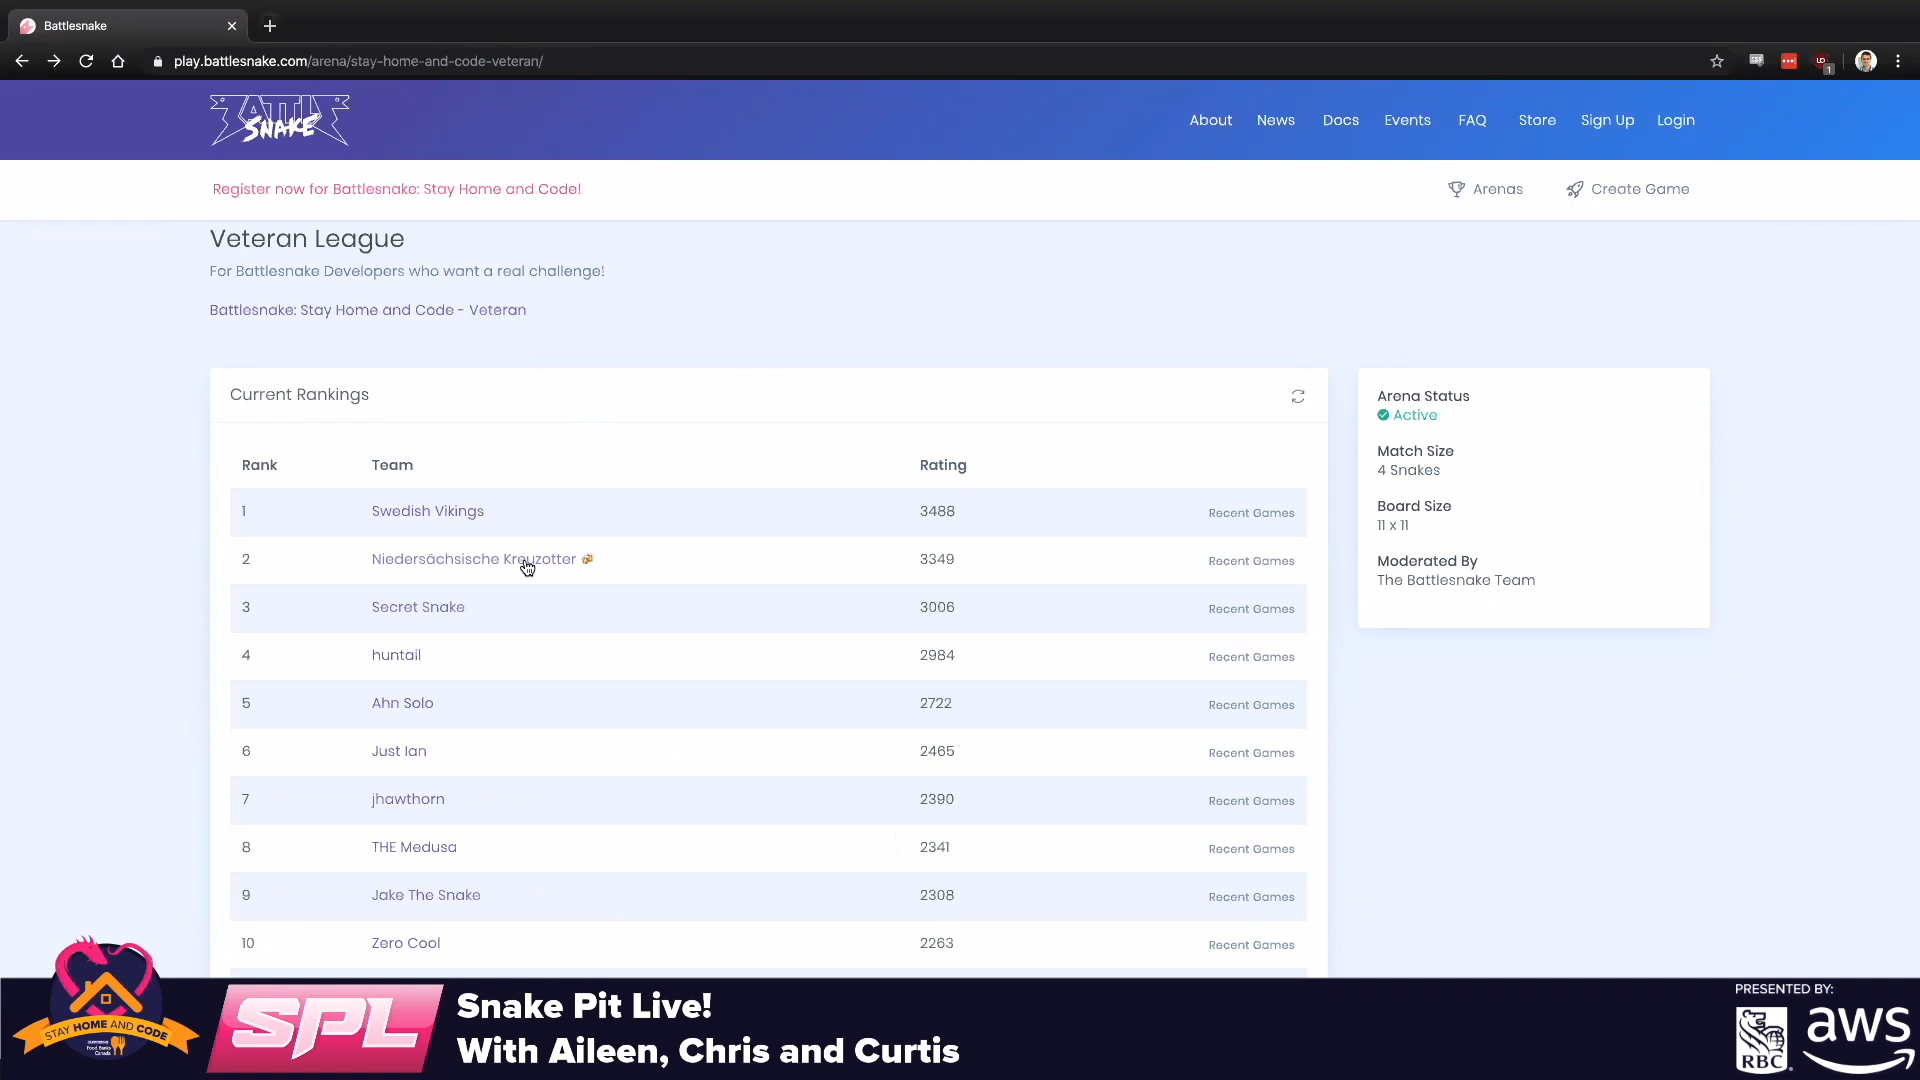 Battlesnake
play.battlesnake.com/arena/stay-home-and-code-veteran/
1
BATTLE SNAKE
About News Docs Events FAQ Store Sign Up Login
Register now for Battlesnake: Stay Home and Code!
Arenas Create Game
Veteran League
For Battlesnake Developers who want a real challenge!
Battlesnake: Stay Home and Code - Veteran
Current Rankings
Rank Team Rating
1 Swedish Vikings 3488 Recent Games
2 Niedersächsische Kreuzotter 3349 Recent Games
3 Secret Snake 3006 Recent Games
4 huntail 2984 Recent Games
5 Ahn Solo 2722 Recent Games
6 Just Ian 2465 Recent Games
7 jhawthorn 2390 Recent Games
8 THE Medusa 2341 Recent Games
9 Jake The Snake 2308 Recent Games
10 Zero Cool 2263 Recent Games
Arena Status
Active
Match Size
4 Snakes
Board Size
11 x 11
Moderated By
The Battlesnake Team
STAY HOME AND CODE
SUPPORTING
Food Banks
Canada
SPL
Snake Pit Live!
With Aileen, Chris and Curtis
PRESENTED BY:
RBC
aws